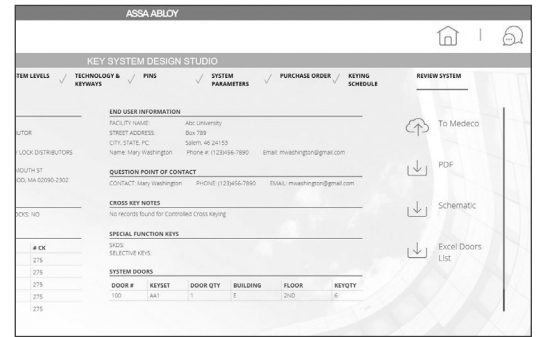 ASSA ABLOY
KEY SYSTEM DESIGN STUDIO
TEM LEVELS
TECHNOLOGY & KEYWAYS
PINS
SYSTEM PARAMETERS
PURCHASE ORDER
KEYING SCHEDULE
REVIEW SYSTEM
UTOR
LOCK DISTRIBUTORS
MOUTH ST
OD, MA 02090-2302
OCKS: NO
# CK
275
275
275
275
275
END USER INFORMATION
FACILITY NAME: Abc University
STREET ADDRESS: Box 789
CITY, STATE, PC: Salem, 46 24153
Name: Mary Washington Phone #: (123)456-7890 Email: mwashington@gmail.com
QUESTION POINT OF CONTACT
CONTACT: Mary Washington PHONE: (123)456-7890 EMAIL: mwashington@gmail.com
CROSS KEY NOTES
No records found for Controlled Cross Keying
SPECIAL FUNCTION KEYS
SKDS:
SELECTIVE KEYS:
SYSTEM DOORS
DOOR # KEYSET DOOR QTY BUILDING FLOOR KEYQTY
100 AA1 1 E 2ND 6
To Medeco
PDF
Schematic
Excel Doors
List